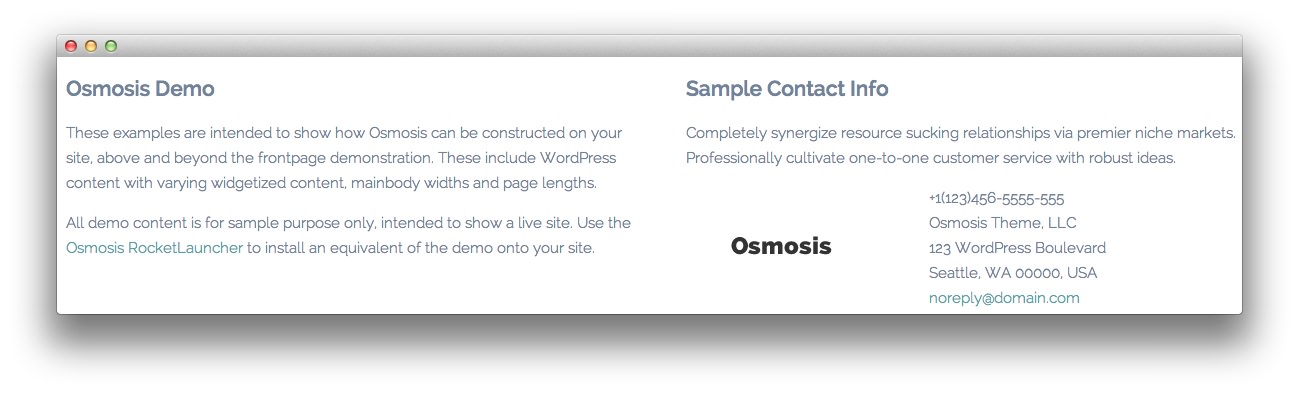 Osmosis Demo
These examples are intended to show how Osmosis can be constructed on your
site, above and beyond the frontpage demonstration. These include WordPress
content with varying widgetized content, mainbody widths and page lengths.
All demo content is for sample purpose only, intended to show a live site. Use the
Osmosis RocketLauncher to install an equivalent of the demo onto your site.
Sample Contact Info
Completely synergize resource sucking relationships via premier niche markets.
Professionally cultivate one-to-one customer service with robust ideas.
Osmosis
+1(123)456-5555-555
Osmosis Theme, LLC
123 WordPress Boulevard
Seattle, WA 00000, USA
noreply@domain.com